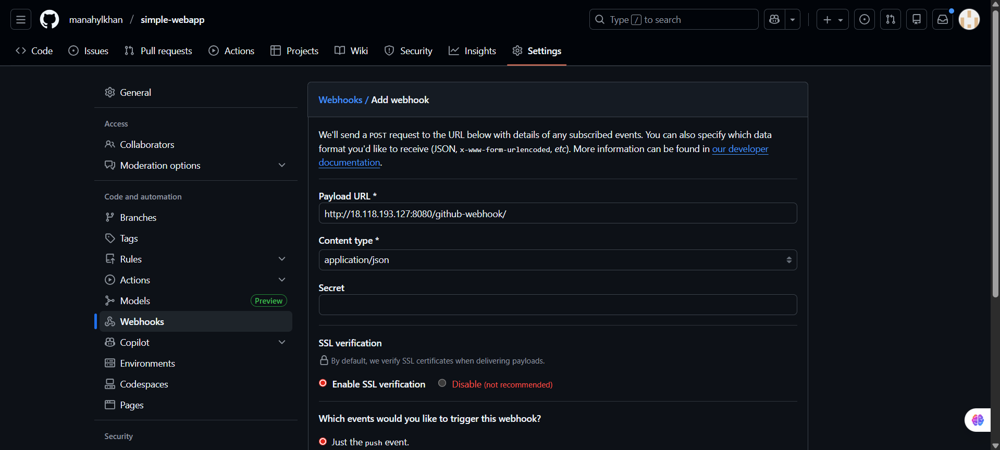 manahylkhan / simple-webapp
Type / to search
Code
Issues
Pull requests
Actions
Projects
Wiki
Security
Insights
Settings
General
Access
Collaborators
Moderation options
Code and automation
Branches
Tags
Rules
Actions
Models
Preview
Webhooks
Copilot
Environments
Codespaces
Pages
Security
Webhooks / Add webhook
We'll send a POST request to the URL below with details of any subscribed events. You can also specify which data
format you'd like to receive (JSON, x-www-form-urlencoded, etc). More information can be found in our developer
documentation.
Payload URL *
http://18.118.193.127:8080/github-webhook/
Content type *
application/json
Secret
SSL verification
By default, we verify SSL certificates when delivering payloads.
Enable SSL verification
Disable (not recommended)
Which events would you like to trigger this webhook?
Just the push event.